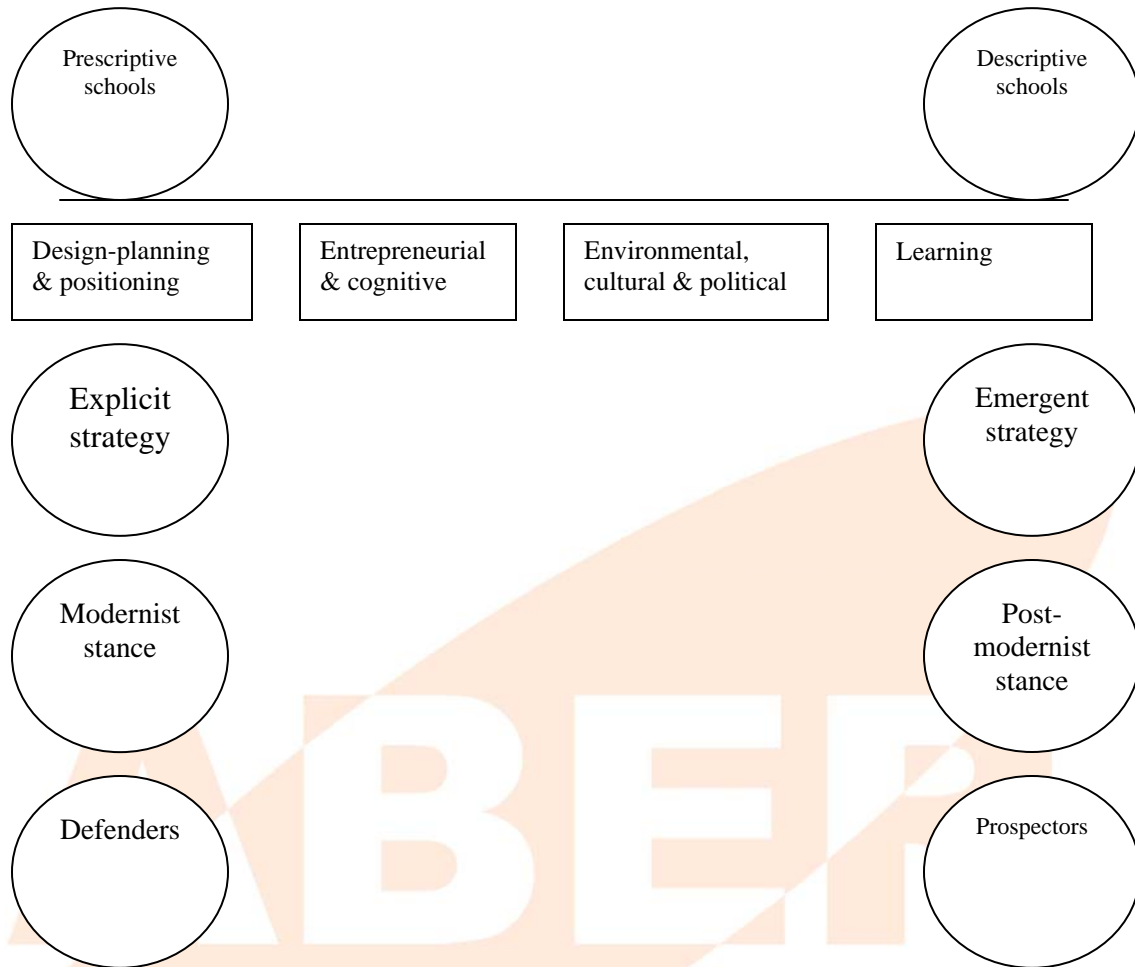 Prescriptive
schools
Descriptive
schools
Design-planning
& positioning
Entrepreneurial
& cognitive
Environmental,
cultural & political
Learning
Explicit
strategy
Emergent
strategy
Modernist
stance
Post-
modernist
stance
Defenders
Prospectors